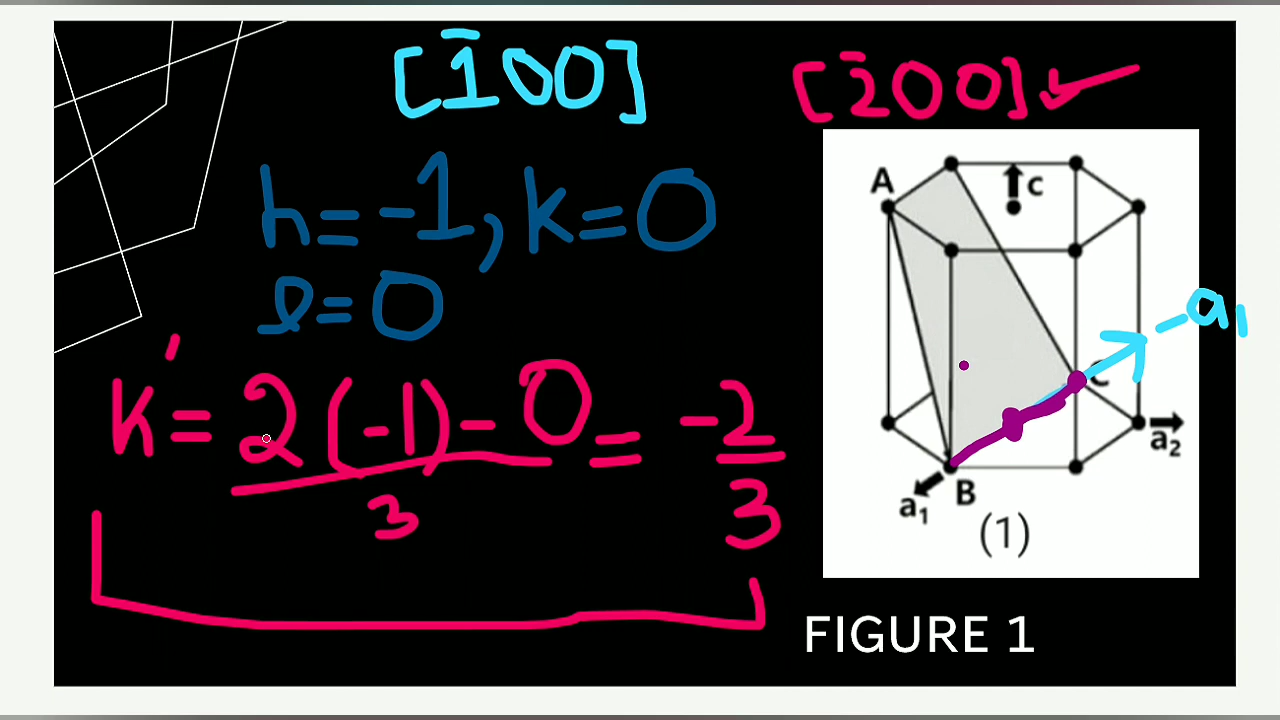 [1̄00]
[2̄00]✓
h=-1,k=0
l=0
k'=2(-1)-0/3=-2/3
A
c
-a₁
C
a₂
B
a₁
(1)
FIGURE 1